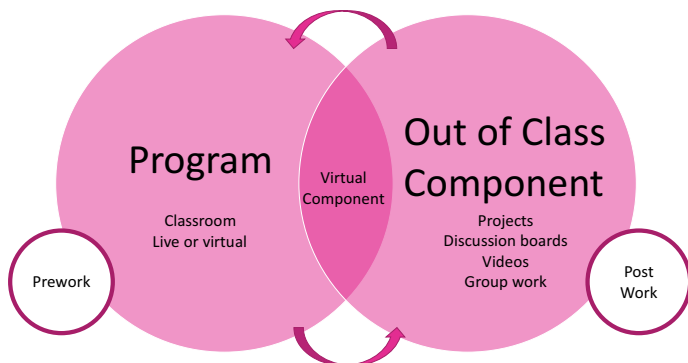 Program
Classroom
Live or virtual
Virtual
Component
Out of Class
Component
Projects
Discussion boards
Videos
Group work
Prework
Post
Work